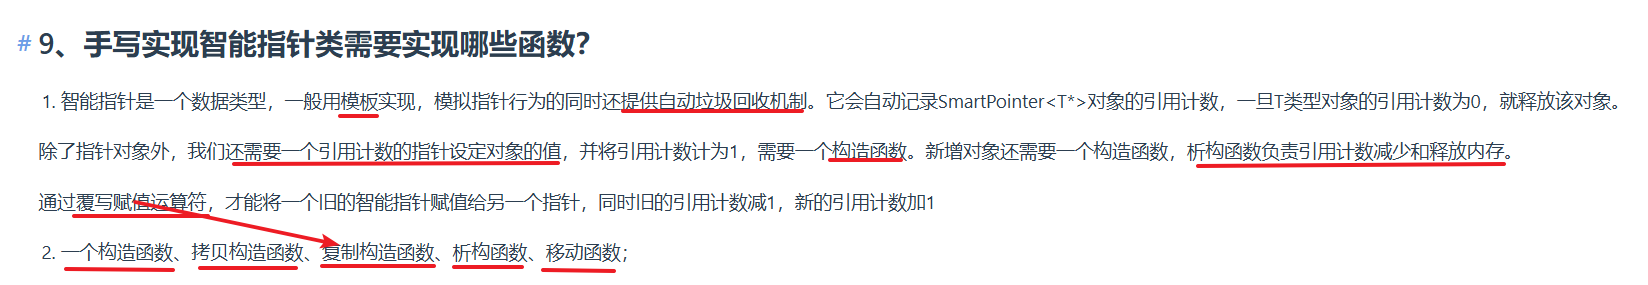 # 9、手写实现智能指针类需要实现哪些函数？
1. 智能指针是一个数据类型，一般用模板实现，模拟指针行为的同时还提供自动垃圾回收机制。它会自动记录SmartPointer<T*>对象的引用计数，一旦T类型对象的引用计数为0，就释放该对象。
除了指针对象外，我们还需要一个引用计数的指针设定对象的值，并将引用计数计为1，需要一个构造函数。新增对象还需要一个构造函数，析构函数负责引用计数减少和释放内存。
通过覆写赋值运算符，才能将一个旧的智能指针赋值给另一个指针，同时旧的引用计数减1，新的引用计数加1
2. 一个构造函数、拷贝构造函数、复制构造函数、析构函数、移动函数；